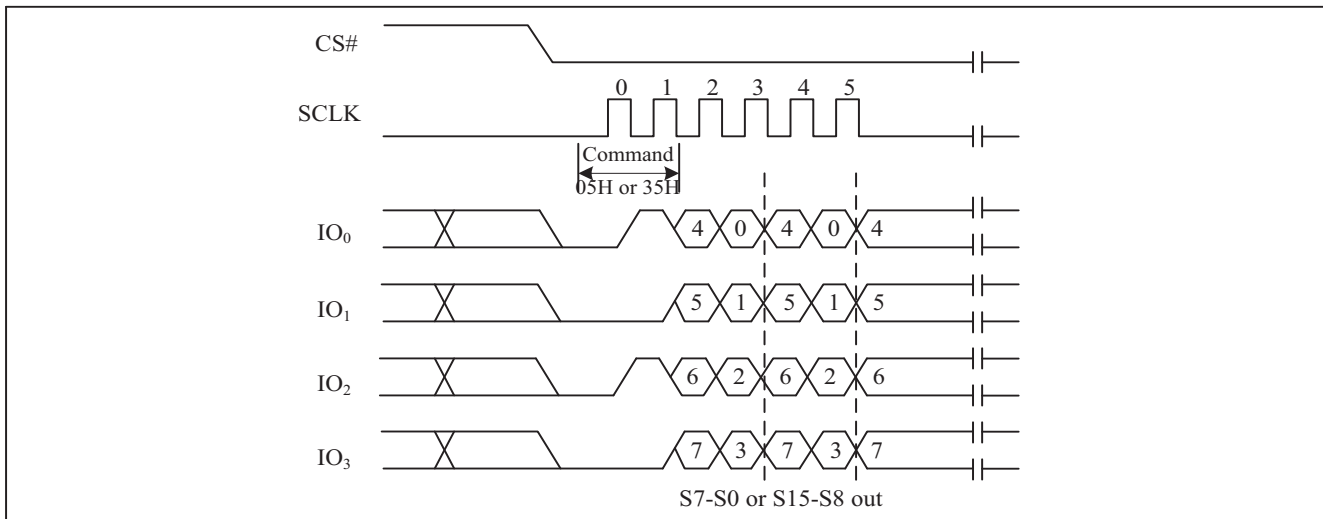 CS#
0 1 2 3 4 5
SCLK
Command
05H or 35H
IO₀ 4 0 4 0 4
IO₁ 5 1 5 1 5
IO₂ 6 2 6 2 6
IO₃ 7 3 7 3 7
S7-S0 or S15-S8 out